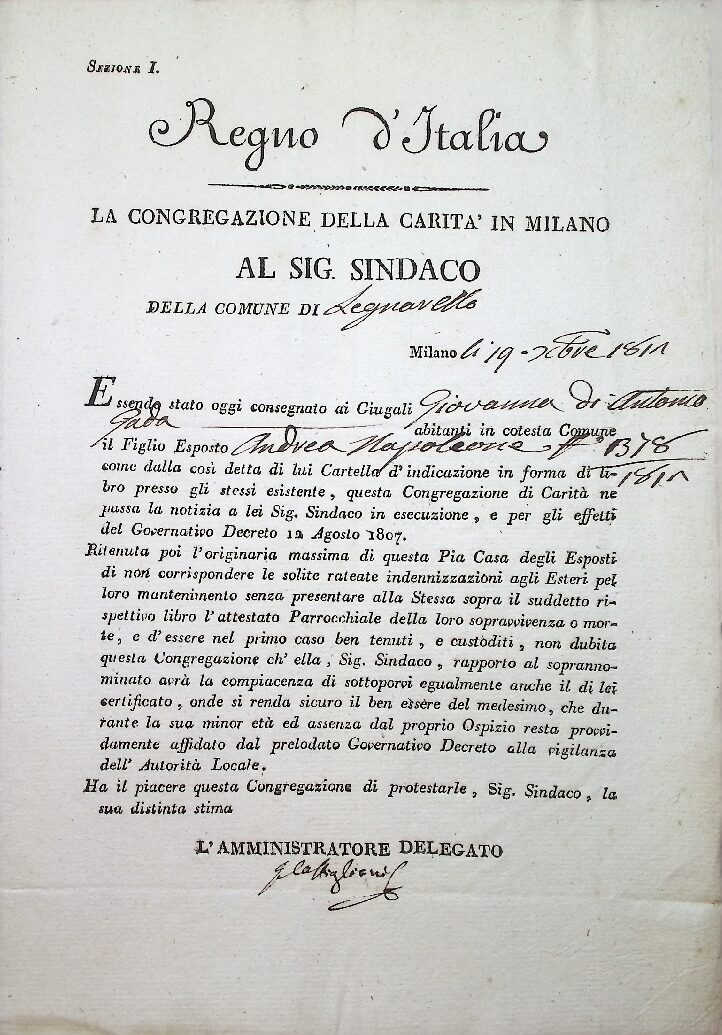 Sezione I.
Regno d'Italia
LA CONGREGAZIONE DELLA CARITA' IN MILANO
AL SIG. SINDACO
DELLA COMUNE DI Legnarello
Milano li 19 - Xbre 1811
Essendo stato oggi consegnato ai Giugali Giovanna di Antonio
Gada abitanti in cotesta Comune
il Figlio Esposto Andrea Napoleone N° 1378
come dalla così detta di lui Cartella d'indicazione in forma di li- 1811
bro presso gli stessi esistente, questa Congregazione di Carità ne
passa la notizia a lei Sig. Sindaco in esecuzione, e per gli effetti
del Governativo Decreto 12 Agosto 1807.
Ritenuta poi l'originaria massima di questa Pia Casa degli Esposti
di non corrispondere le solite rateate indennizzazioni agli Esteri pel
loro mantenimento senza presentare alla Stessa sopra il suddetto ri-
spettivo libro l'attestato Parrocchiale della loro sopravvivenza o mor-
te, e d'essere nel primo caso ben tenuti, e custoditi, non dubita
questa Congregazione ch'ella, Sig. Sindaco, rapporto al sopranno-
minato avrà la compiacenza di sottoporvi egualmente anche il di lei
certificato, onde si renda sicuro il ben essere del medesimo, che du-
rante la sua minor età ed assenza dal proprio Ospizio resta provvi-
damente affidato dal prelodato Governativo Decreto alla vigilanza
dell'Autorità Locale.
Ha il piacere questa Congregazione di protestarle, Sig. Sindaco, la
sua distinta stima
L'AMMINISTRATORE DELEGATO